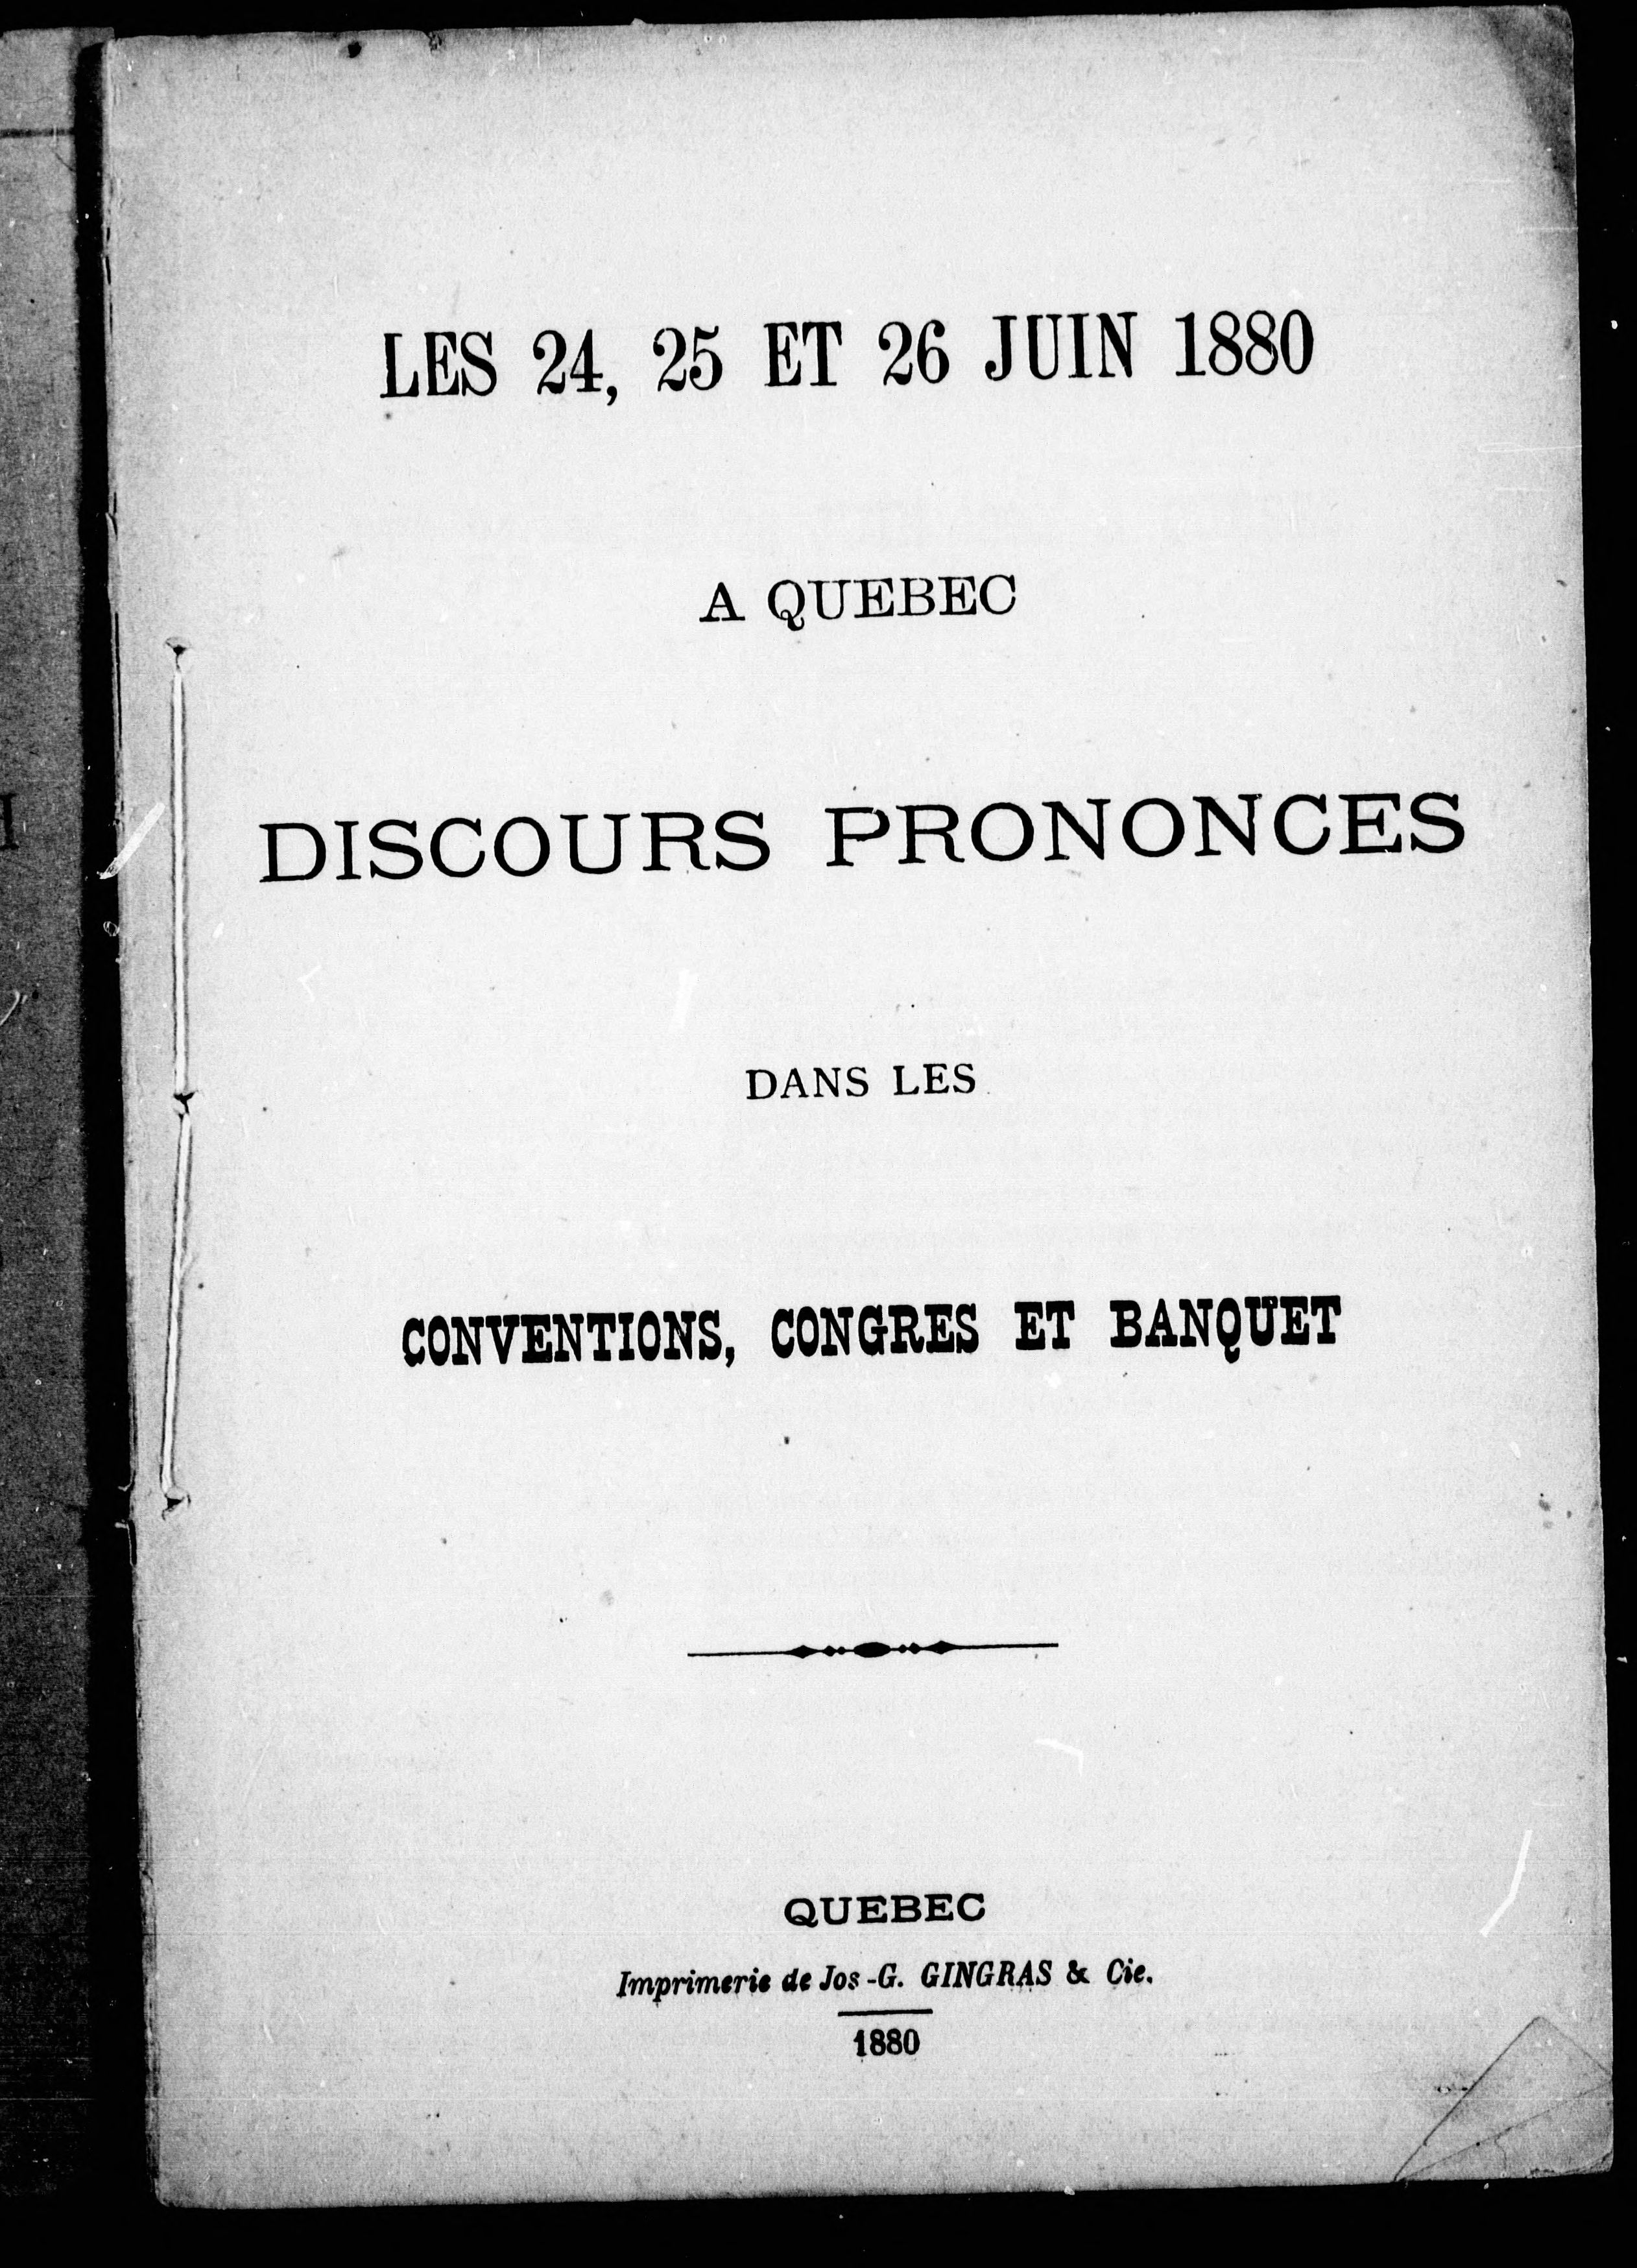 LES 24, 25 ET 26 JUIN 1880
A QUEBEC
DISCOURS PRONONCES
DANS LES
CONVENTIONS, CONGRES ET BANQUET
QUEBEC
Imprimerie de Jos-G. GINGRAS & Cie.
1880